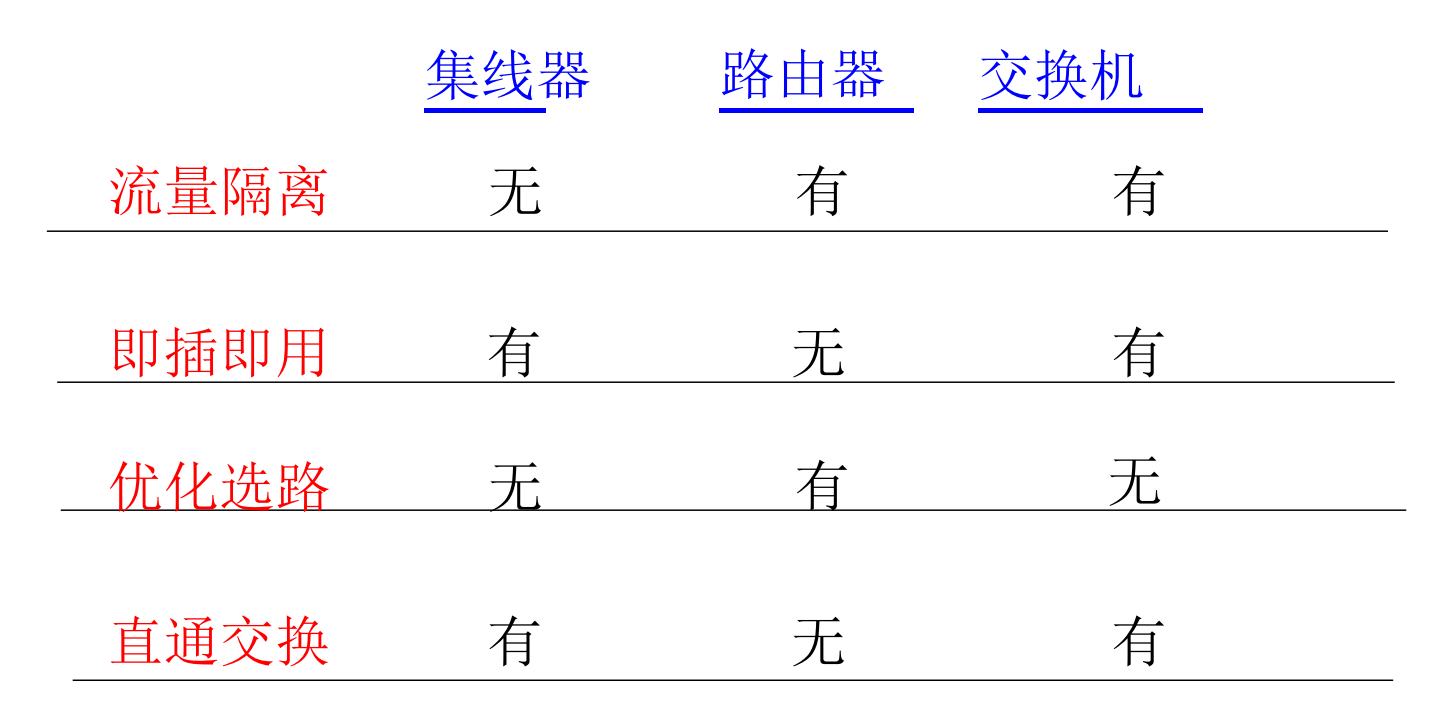 集线器 路由器 交换机
流量隔离 无 有 有
即插即用 有 无 有
优化选路 无 有 无
直通交换 有 无 有